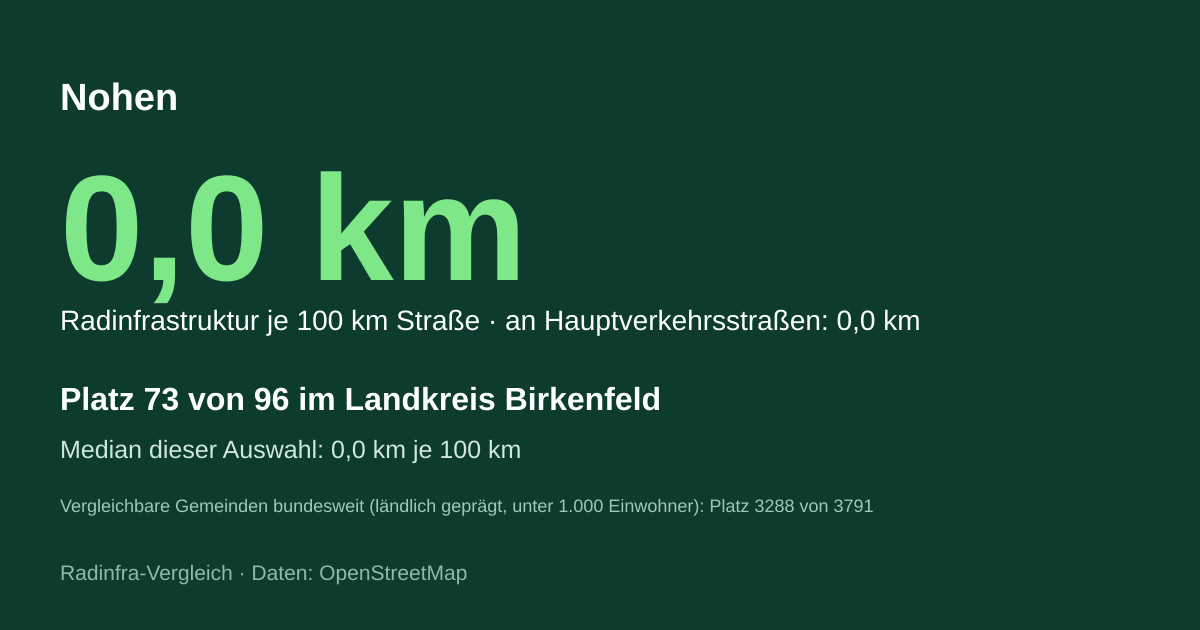 Nohen
0,0 km
Radinfrastruktur je 100 km Straße · an Hauptverkehrsstraßen: 0,0 km
Platz 73 von 96 im Landkreis Birkenfeld
Median dieser Auswahl: 0,0 km je 100 km
Vergleichbare Gemeinden bundesweit (ländlich geprägt, unter 1.000 Einwohner): Platz 3288 von 3791
Radinfra-Vergleich · Daten: OpenStreetMap